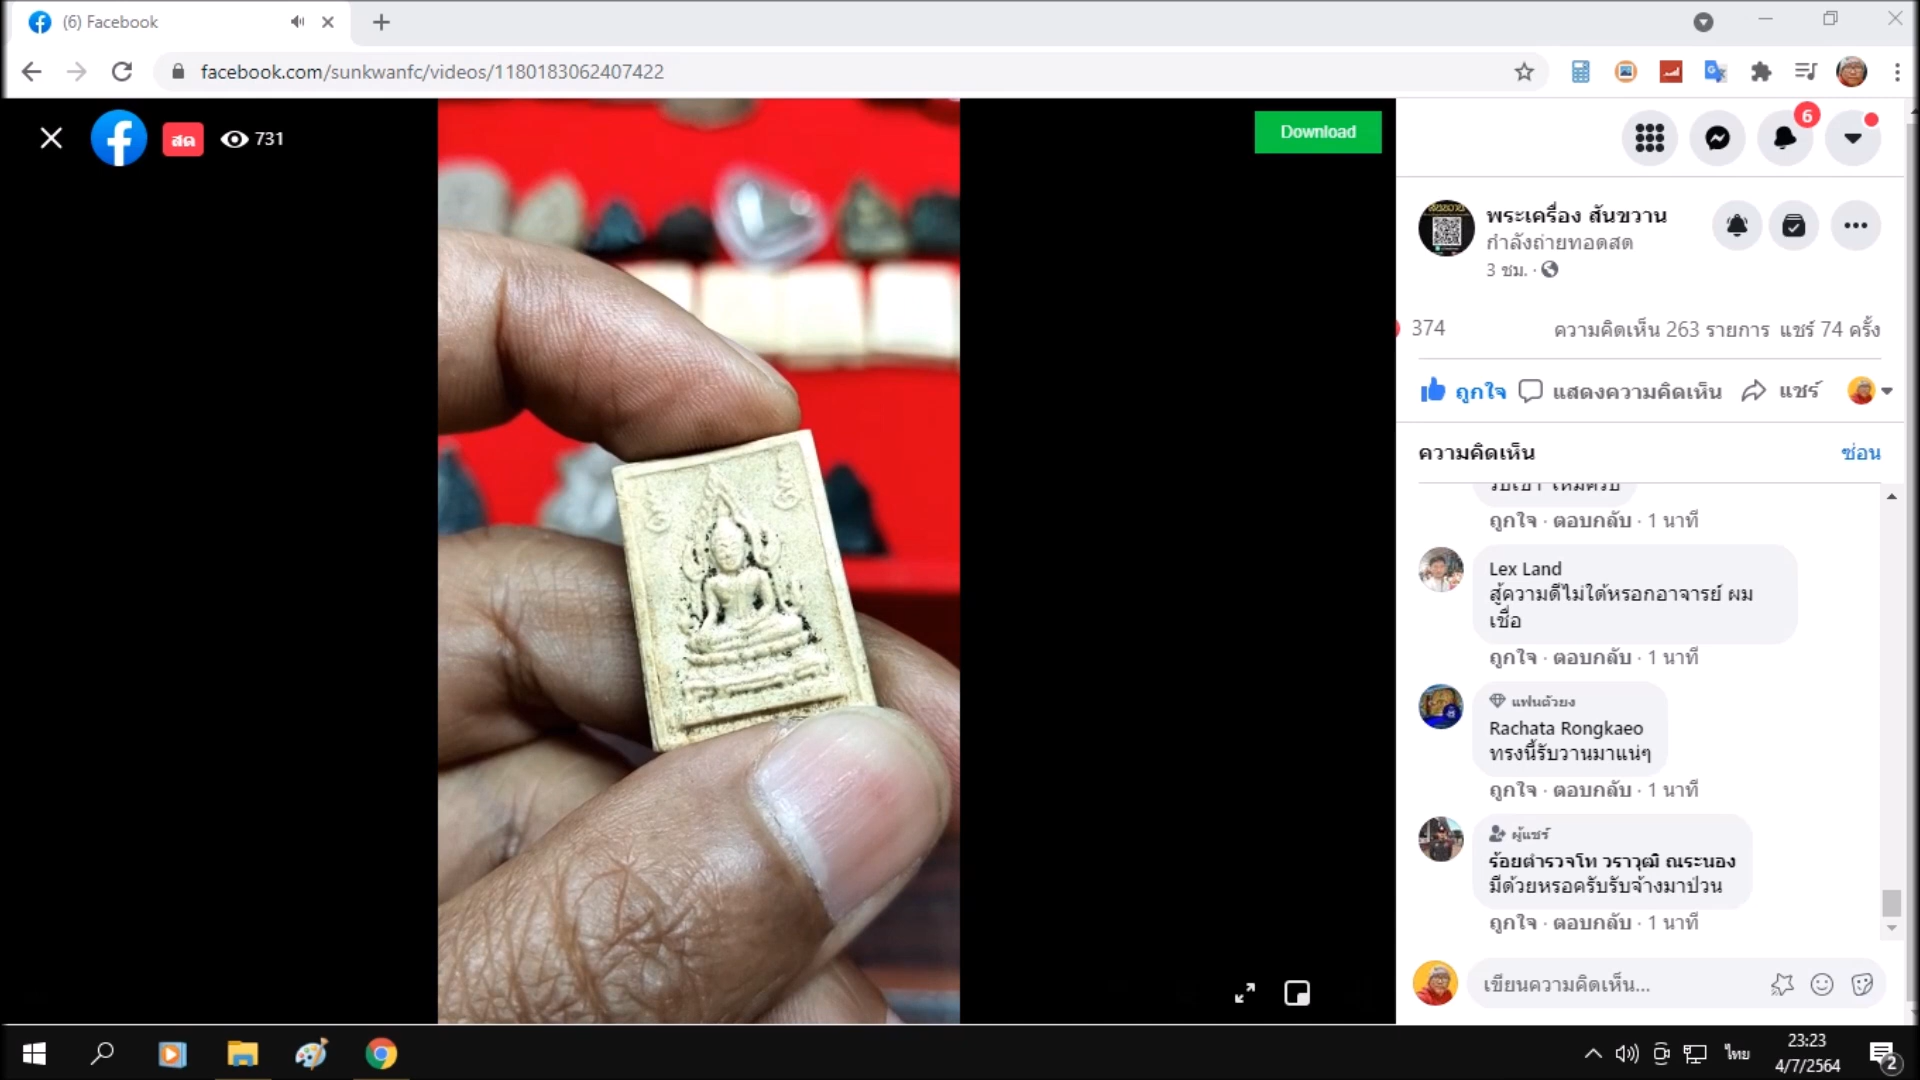 (6) Facebook
facebook.com/sunkwanfc/videos/1180183062407422
สด
731
Download
6
พระเครื่อง สันขวาน
กำลังถ่ายทอดสด
3 ชม. ·
374
ความคิดเห็น 263 รายการ แชร์ 74 ครั้ง
ถูกใจ
แสดงความคิดเห็น
แชร์
ความคิดเห็น
ซ่อน
ถูกใจ · ตอบกลับ · 1 นาที
Lex Land
สู้ความดีไม่ได้หรอกอาจารย์ ผม
เชื่อ
ถูกใจ · ตอบกลับ · 1 นาที
แฟนตัวยง
Rachata Rongkaeo
ทรงนี้รับวานมาแน่ๆ
ถูกใจ · ตอบกลับ · 1 นาที
ผู้แชร์
ร้อยตำรวจโท วราวุฒิ ณระนอง
มีด้วยหรอครับรับจ้างมาป่วน
ถูกใจ · ตอบกลับ · 1 นาที
เขียนความคิดเห็น...
ไทย
23:23
4/7/2564
2